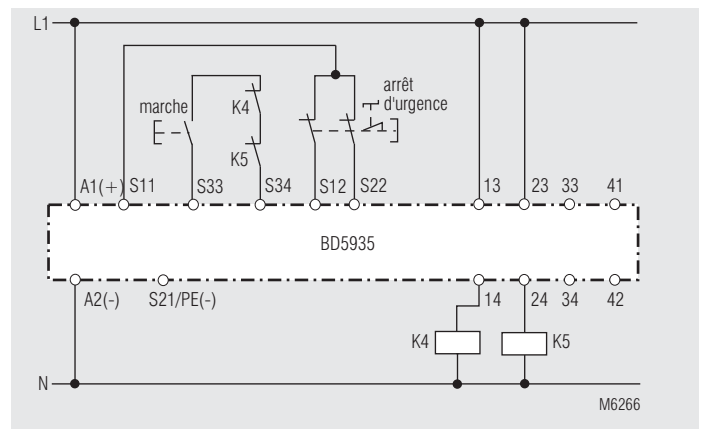 L1
arrêt
d'urgence
marche
K4
K5
A1(+) S11 S33 S34 S12 S22 13 23 33 41
BD5935
A2(-) S21/PE(-) 14 24 34 42
K4 K5
N
M6266